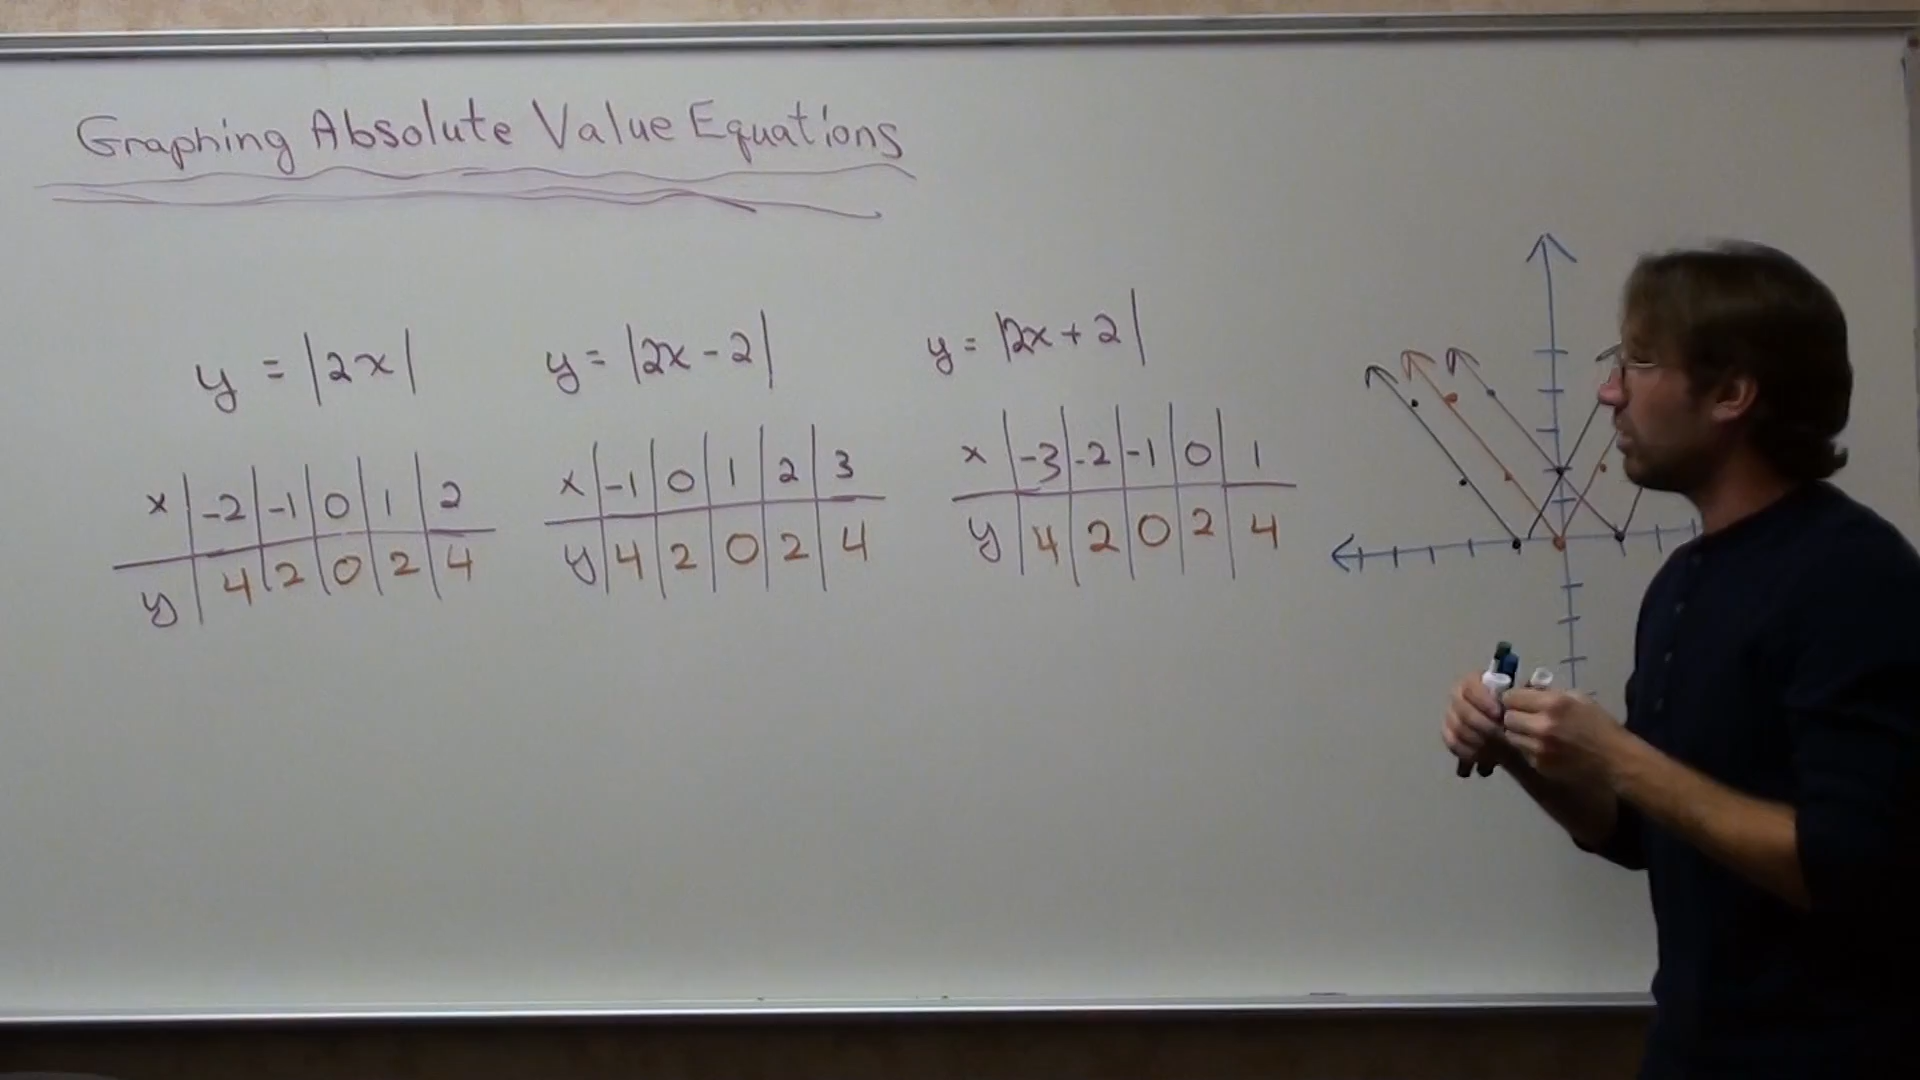 Graphing Absolute Value Equations
y = |2x|
x -2 -1 0 1 2
y 4 2 0 2 4
y = |2x - 2|
x -1 0 1 2 3
y 4 2 0 2 4
y = |2x + 2|
x -3 -2 -1 0 1
y 4 2 0 2 4